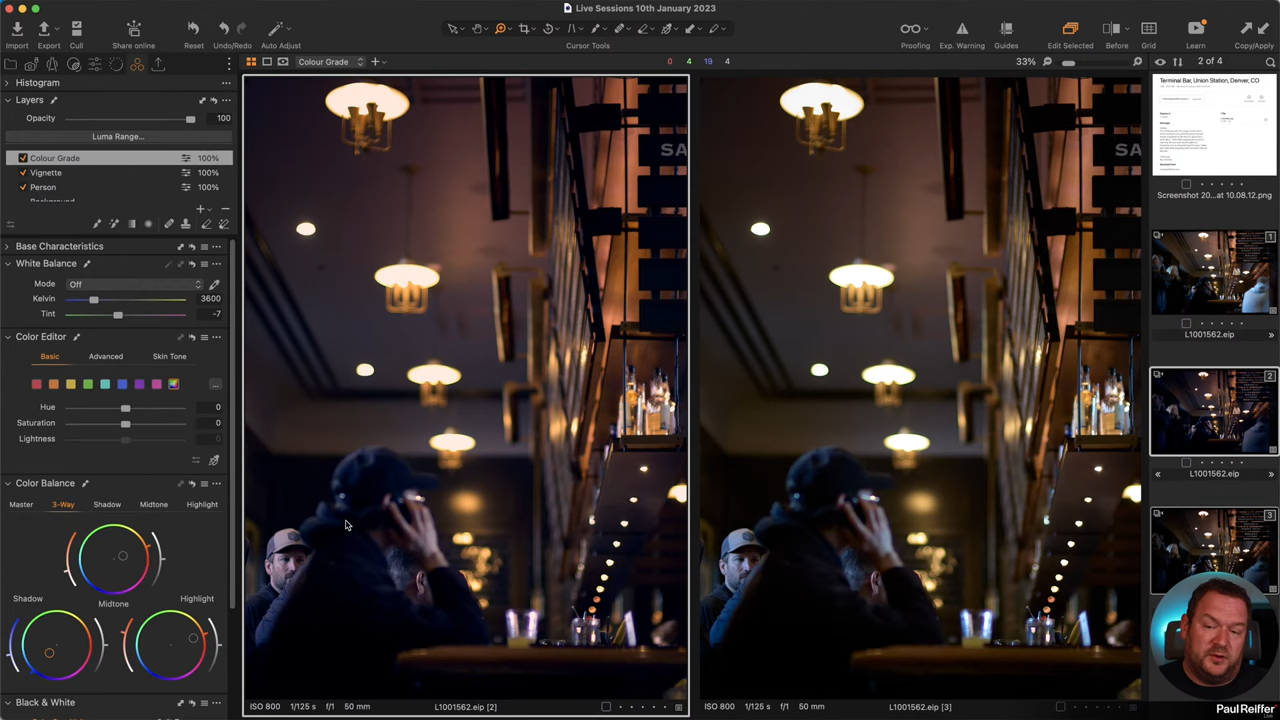 Live Sessions 10th January 2023
Import
Export
Cull
Share online
Reset
Undo/Redo
Auto Adjust
Cursor Tools
Proofing
Exp. Warning
Guides
Edit Selected
Before
Grid
Learn
Copy/Apply
Colour Grade
0 4 19 4
33%
2 of 4
Histogram
Layers
Opacity 100
Luma Range...
Colour Grade 100%
Vignette 100%
Person 100%
Background
Base Characteristics
White Balance
Mode Off
Kelvin 3600
Tint -7
Color Editor
Basic Advanced Skin Tone
Hue 0
Saturation 0
Lightness 0
Color Balance
Master 3-Way Shadow Midtone Highlight
Shadow
Midtone
Highlight
Black & White
SA
SA
ISO 800 1/125 s f/1 50 mm L1001562.eip [2]
ISO 800 1/125 s f/1 50 mm L1001562.eip [3]
Terminal Bar, Union Station, Denver, CO
Screenshot 20...at 10.08.12.png
1
L1001562.eip
2
L1001562.eip
3
Paul Reiffer
Live